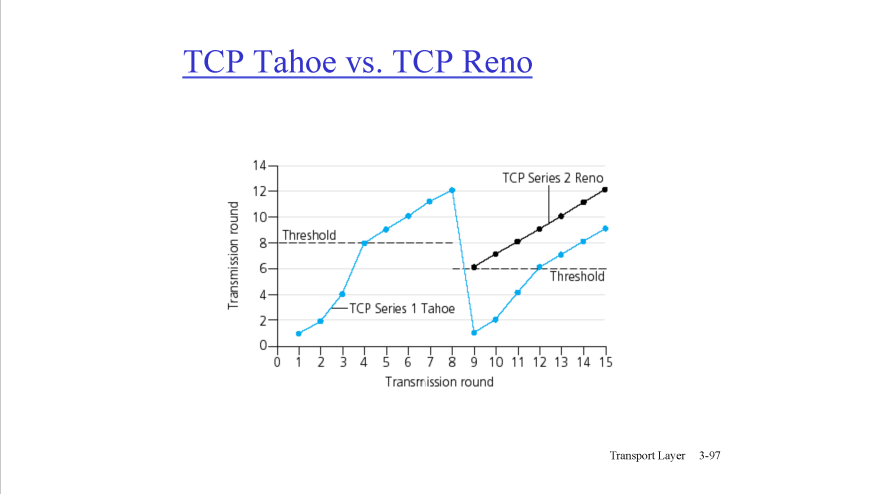 TCP Tahoe vs. TCP Reno
14
TCP Series 2 Reno
12
10
Threshold
8
6
Threshold
4
TCP Series 1 Tahoe
2
0
Transmission round
0 1 2 3 4 5 6 7 8 9 10 11 12 13 14 15
Transmission round
Transport Layer 3-97